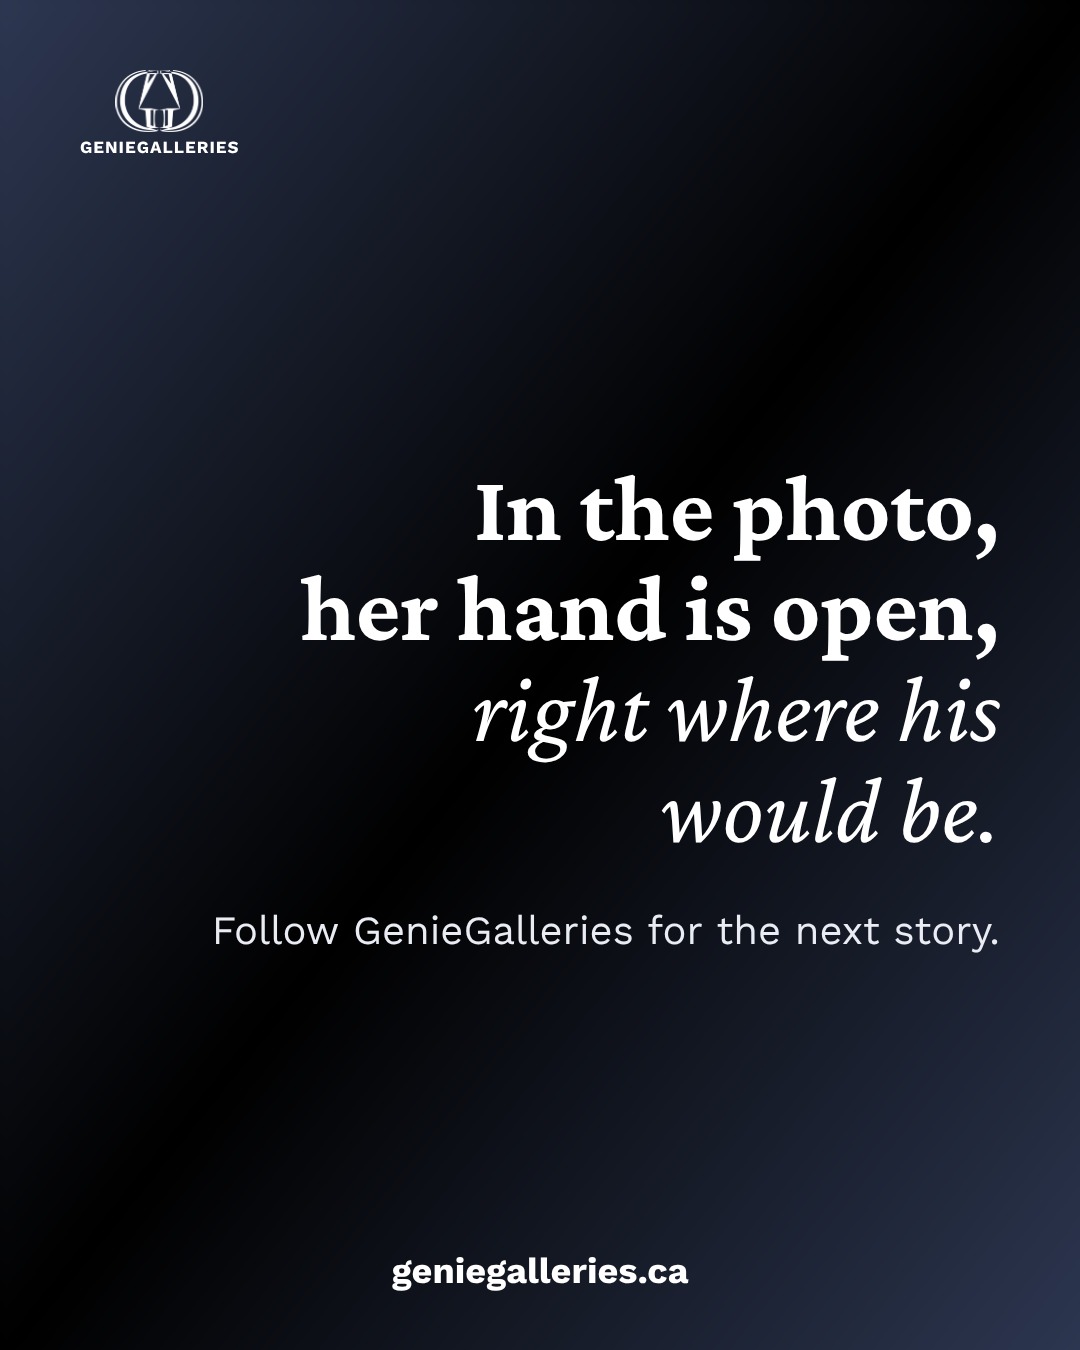 GENIEGALLERIES
In the photo,
her hand is open,
right where his
would be.
Follow GenieGalleries for the next story.
geniegalleries.ca